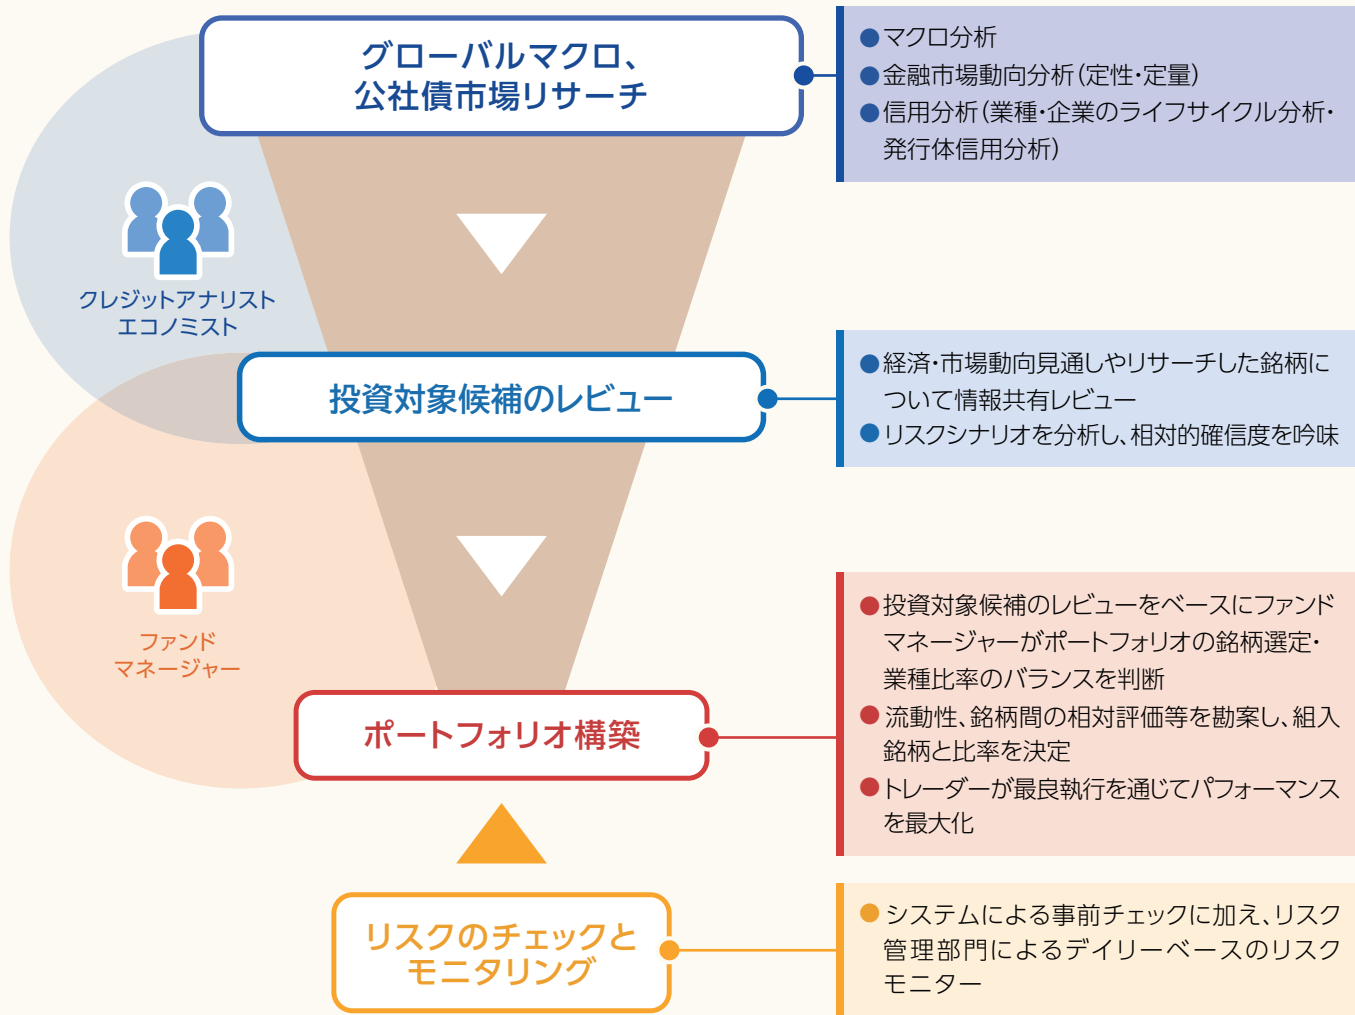 グローバルマクロ、
公社債市場リサーチ
●マクロ分析
●金融市場動向分析（定性・定量）
●信用分析（業種・企業のライフサイクル分析・
発行体信用分析）
クレジットアナリスト
エコノミスト
投資対象候補のレビュー
●経済・市場動向見通しやリサーチした銘柄に
ついて情報共有レビュー
●リスクシナリオを分析し、相対的確信度を吟味
ファンド
マネージャー
ポートフォリオ構築
●投資対象候補のレビューをベースにファンド
マネージャーがポートフォリオの銘柄選定・
業種比率のバランスを判断
●流動性、銘柄間の相対評価等を勘案し、組入
銘柄と比率を決定
●トレーダーが最良執行を通じてパフォーマンス
を最大化
リスクのチェックと
モニタリング
●システムによる事前チェックに加え、リスク
管理部門によるデイリーベースのリスク
モニター